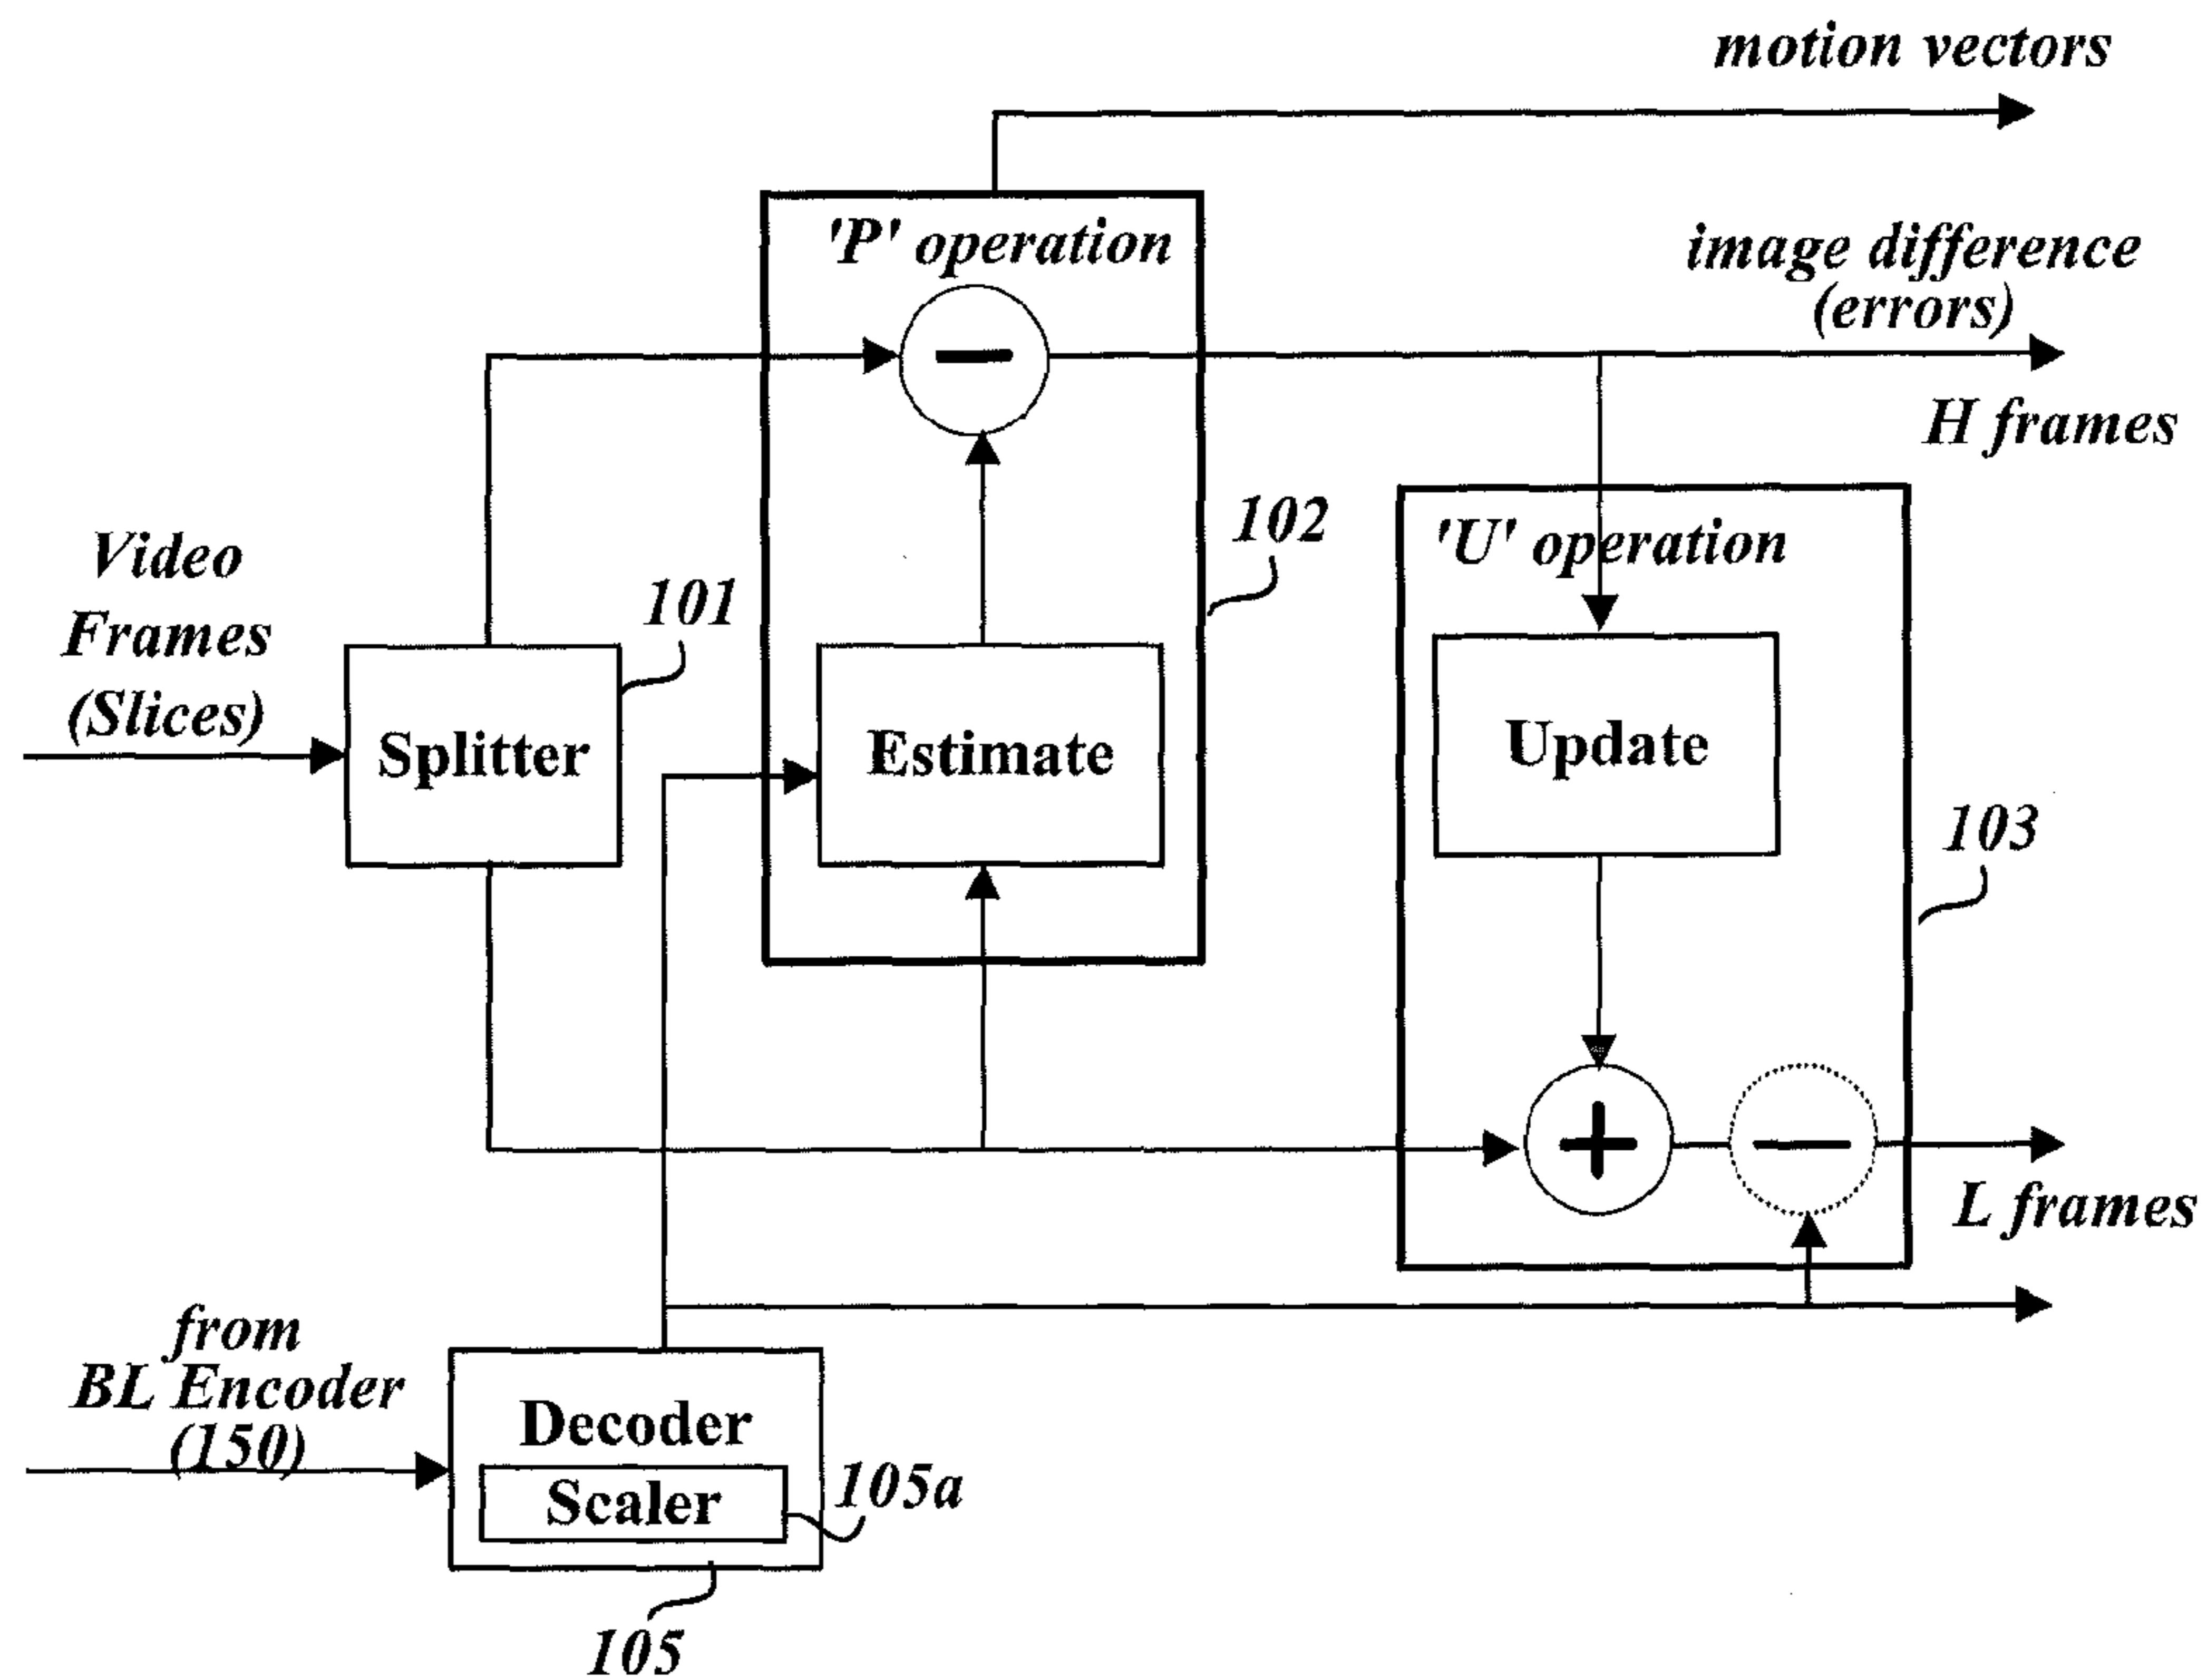 motion vectors
'P' operation
image difference
(errors)
H frames
102
'U' operation
Video
Frames
(Slices)
101
Splitter
Estimate
Update
103
L frames
from
BL Encoder
(150)
Decoder
Scaler
105a
105